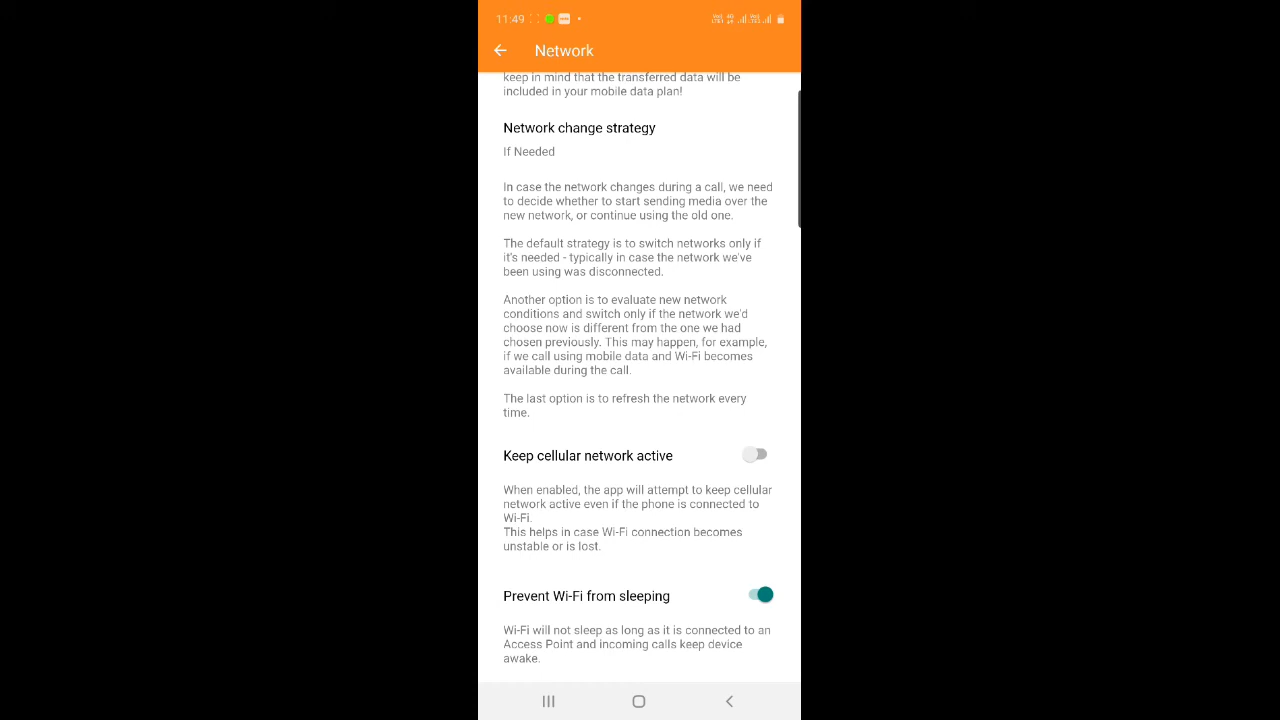 11:49
Network
keep in mind that the transferred data will be
included in your mobile data plan!
Network change strategy
If Needed
In case the network changes during a call, we need
to decide whether to start sending media over the
new network, or continue using the old one.
The default strategy is to switch networks only if
it's needed - typically in case the network we've
been using was disconnected.
Another option is to evaluate new network
conditions and switch only if the network we'd
choose now is different from the one we had
chosen previously. This may happen, for example,
if we call using mobile data and Wi-Fi becomes
available during the call.
The last option is to refresh the network every
time.
Keep cellular network active
When enabled, the app will attempt to keep cellular
network active even if the phone is connected to
Wi-Fi.
This helps in case Wi-Fi connection becomes
unstable or is lost.
Prevent Wi-Fi from sleeping
Wi-Fi will not sleep as long as it is connected to an
Access Point and incoming calls keep device
awake.